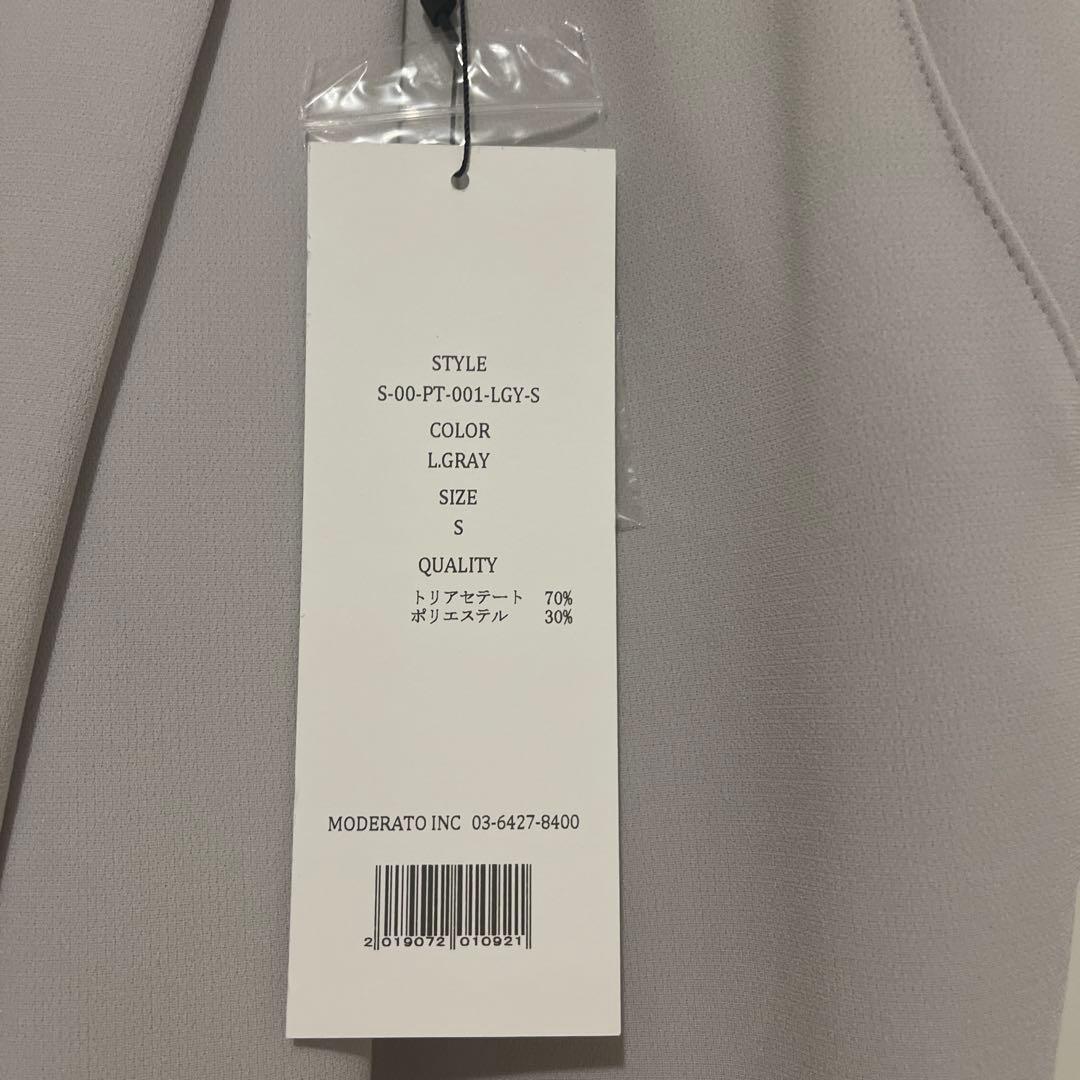 STYLE
S-00-PT-001-LGY-S
COLOR
L.GRAY
SIZE
S
QUALITY
トリアセテート 70%
ポリエステル 30%
MODERATO INC 03-6427-8400
2 019072 010921